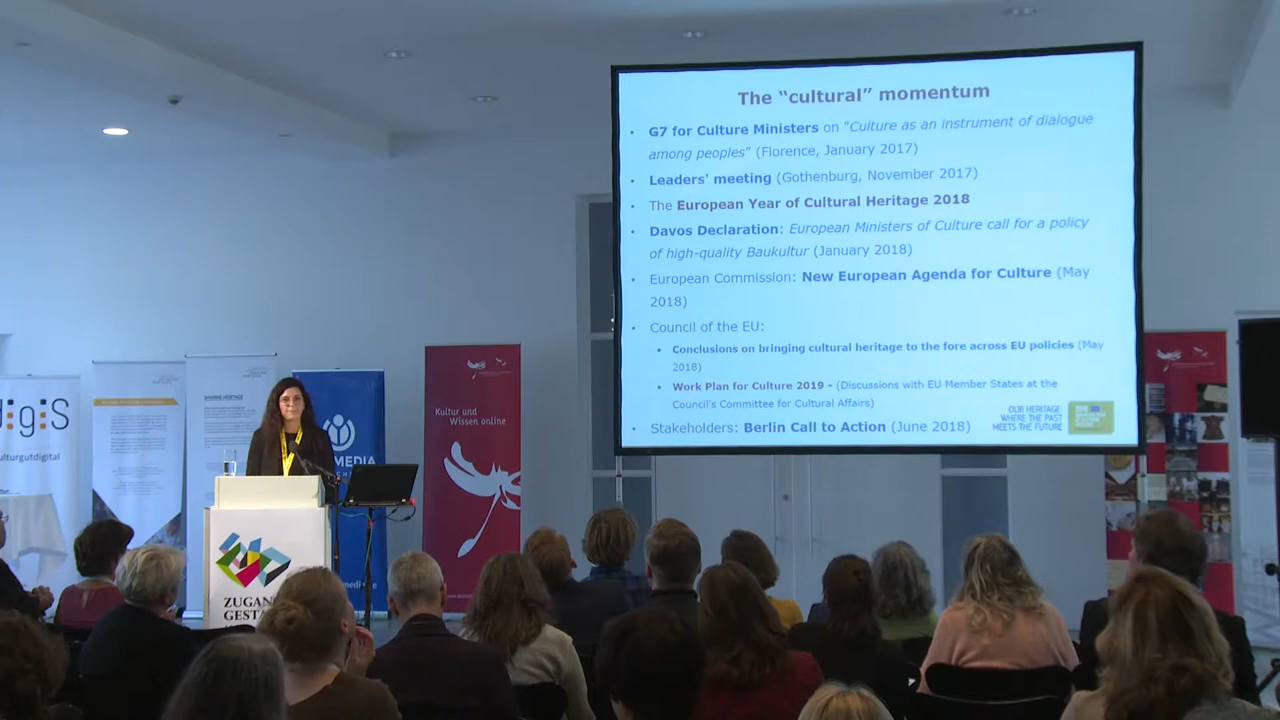 The “cultural” momentum
• G7 for Culture Ministers on "Culture as an instrument of dialogue
among peoples” (Florence, January 2017)
• Leaders' meeting (Gothenburg, November 2017)
• The European Year of Cultural Heritage 2018
• Davos Declaration: European Ministers of Culture call for a policy
of high-quality Baukultur (January 2018)
• European Commission: New European Agenda for Culture (May
2018)
• Council of the EU:
• Conclusions on bringing cultural heritage to the fore across EU policies (May
2018)
• Work Plan for Culture 2019 - (Discussions with EU Member States at the
Council's Committee for Cultural Affairs)
• Stakeholders: Berlin Call to Action (June 2018)
OUR HERITAGE:
WHERE THE PAST
MEETS THE FUTURE
digiS
ulturgutdigital
SHARING HERITAGE
MEDIA
Kultur und
Wissen online
ZUGAN
GESTA